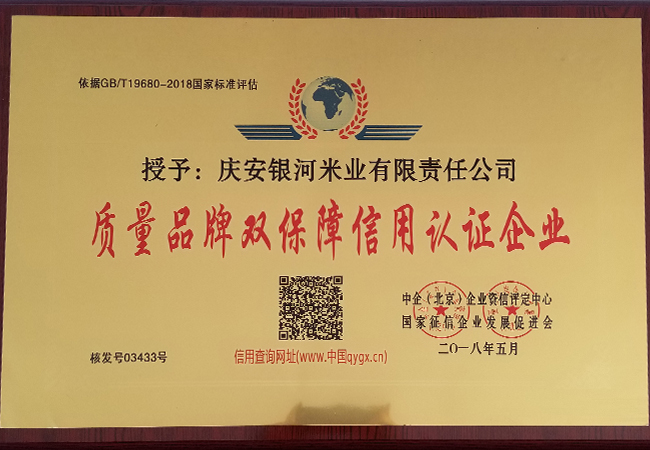 依据GB/T19680-2018国家标准评估
授予：庆安银河米业有限责任公司
质量品牌双保障信用认证企业
中企（北京）企业资信评定中心
国家征信企业发展促进会
二〇一八年五月
核发号03433号
信用查询网址(www.中国qygx.cn)